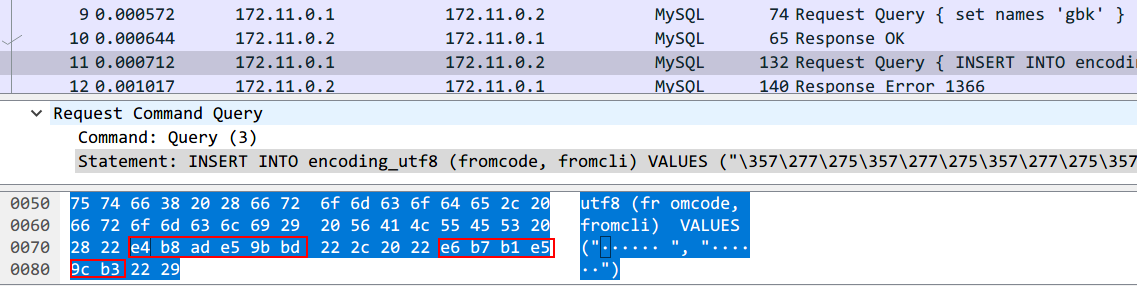 9 0.000572 172.11.0.1 172.11.0.2 MySQL 74 Request Query { set names 'gbk' }
10 0.000644 172.11.0.2 172.11.0.1 MySQL 65 Response OK
11 0.000712 172.11.0.1 172.11.0.2 MySQL 132 Request Query { INSERT INTO encodin
12 0.001017 172.11.0.2 172.11.0.1 MySQL 140 Response Error 1366
Request Command Query
Command: Query (3)
Statement: INSERT INTO encoding_utf8 (fromcode, fromcli) VALUES ("\357\277\275\357\277\275\357\277\275\357
0050 75 74 66 38 20 28 66 72 6f 6d 63 6f 64 65 2c 20 utf8 (fr omcode,
0060 66 72 6f 6d 63 6c 69 29 20 56 41 4c 55 45 53 20 fromcli) VALUES
0070 28 22 e4 b8 ad e5 9b bd 22 2c 20 22 e6 b7 b1 e5 ("······ ", "····
0080 9c b3 22 29 ··")